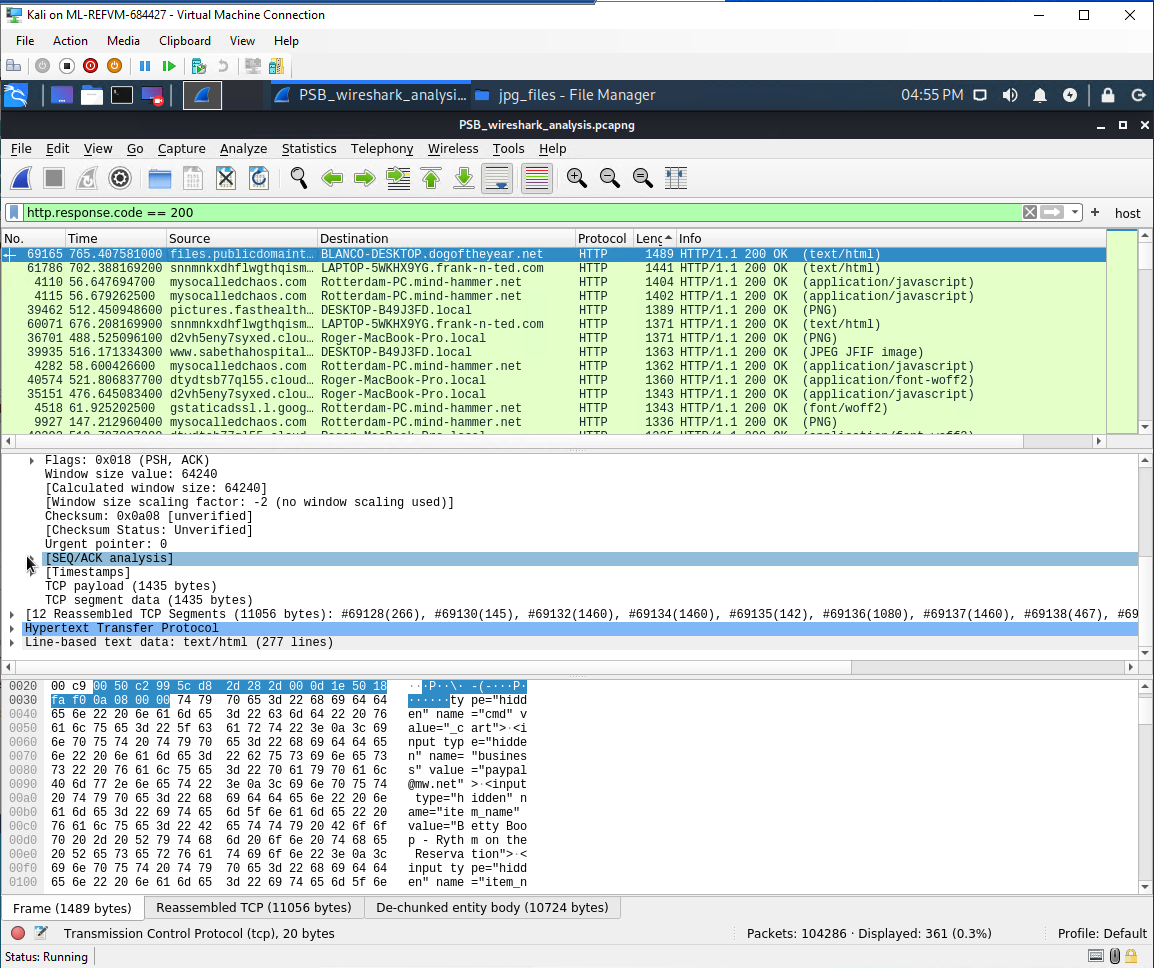 Kali on ML-REFVM-684427 - Virtual Machine Connection
File Action Media Clipboard View Help
PSB_wireshark_analysi... jpg_files - File Manager 04:55 PM
PSB_wireshark_analysis.pcapng
File Edit View Go Capture Analyze Statistics Telephony Wireless Tools Help
http.response.code == 200 + host
No. Time Source Destination Protocol Leng Info
69165 765.407581000 files.publicdomaint… BLANCO-DESKTOP.dogoftheyear.net HTTP 1489 HTTP/1.1 200 OK (text/html)
61786 702.388169200 snnmnkxdhflwgthqism… LAPTOP-5WKHX9YG.frank-n-ted.com HTTP 1441 HTTP/1.1 200 OK (text/html)
4110 56.647694700 mysocalledchaos.com Rotterdam-PC.mind-hammer.net HTTP 1404 HTTP/1.1 200 OK (application/javascript)
4115 56.679262500 mysocalledchaos.com Rotterdam-PC.mind-hammer.net HTTP 1402 HTTP/1.1 200 OK (application/javascript)
39462 512.450948600 pictures.fasthealth… DESKTOP-B49J3FD.local HTTP 1389 HTTP/1.1 200 OK (PNG)
60071 676.208169900 snnmnkxdhflwgthqism… LAPTOP-5WKHX9YG.frank-n-ted.com HTTP 1371 HTTP/1.1 200 OK (text/html)
36701 488.525096100 d2vh5eny7syxed.clou… Roger-MacBook-Pro.local HTTP 1371 HTTP/1.1 200 OK (PNG)
39935 516.171334300 www.sabethahospital… DESKTOP-B49J3FD.local HTTP 1363 HTTP/1.1 200 OK (JPEG JFIF image)
4282 58.600426600 mysocalledchaos.com Rotterdam-PC.mind-hammer.net HTTP 1362 HTTP/1.1 200 OK (application/javascript)
40574 521.806837700 dtydtsb77ql55.cloud… Roger-MacBook-Pro.local HTTP 1360 HTTP/1.1 200 OK (application/font-woff2)
35151 476.645083400 d2vh5eny7syxed.clou… Roger-MacBook-Pro.local HTTP 1343 HTTP/1.1 200 OK (application/javascript)
4518 61.925202500 gstaticadssl.l.goog… Rotterdam-PC.mind-hammer.net HTTP 1343 HTTP/1.1 200 OK (font/woff2)
9927 147.212960400 mysocalledchaos.com Rotterdam-PC.mind-hammer.net HTTP 1336 HTTP/1.1 200 OK (PNG)
Flags: 0x018 (PSH, ACK)
Window size value: 64240
[Calculated window size: 64240]
[Window size scaling factor: -2 (no window scaling used)]
Checksum: 0x0a08 [unverified]
[Checksum Status: Unverified]
Urgent pointer: 0
[SEQ/ACK analysis]
[Timestamps]
TCP payload (1435 bytes)
TCP segment data (1435 bytes)
[12 Reassembled TCP Segments (11056 bytes): #69128(266), #69130(145), #69132(1460), #69134(1460), #69135(142), #69136(1080), #69137(1460), #69138(467), #69
Hypertext Transfer Protocol
Line-based text data: text/html (277 lines)
0020 00 c9 00 50 c2 99 5c d8 2d 28 2d 00 0d 1e 50 18 ···P··\· -(-···P·
0030 fa f0 0a 08 00 00 74 79 70 65 3d 22 68 69 64 64 ······ty pe="hidd
0040 65 6e 22 20 6e 61 6d 65 3d 22 63 6d 64 22 20 76 en" name ="cmd" v
0050 61 6c 75 65 3d 22 5f 63 61 72 74 22 3e 0a 3c 69 alue="_c art">·<i
0060 6e 70 75 74 20 74 79 70 65 3d 22 68 69 64 64 65 nput typ e="hidde
0070 6e 22 20 6e 61 6d 65 3d 22 62 75 73 69 6e 65 73 n" name= "busines
0080 73 22 20 76 61 6c 75 65 3d 22 70 61 79 70 61 6c s" value ="paypal
0090 40 6d 77 2e 6e 65 74 22 3e 0a 3c 69 6e 70 75 74 @mw.net" >·<input
00a0 20 74 79 70 65 3d 22 68 69 64 64 65 6e 22 20 6e type="h idden" n
00b0 61 6d 65 3d 22 69 74 65 6d 5f 6e 61 6d 65 22 20 ame="ite m_name"
00c0 76 61 6c 75 65 3d 22 42 65 74 74 79 20 42 6f 6f value="B etty Boo
00d0 70 20 2d 20 52 79 74 68 6d 20 6f 6e 20 74 68 65 p - Ryth m on the
00e0 20 52 65 73 65 72 76 61 74 69 6f 6e 22 3e 0a 3c Reserva tion">·<
00f0 69 6e 70 75 74 20 74 79 70 65 3d 22 68 69 64 64 input ty pe="hidd
0100 65 6e 22 20 6e 61 6d 65 3d 22 69 74 65 6d 5f 6e en" name ="item_n
Frame (1489 bytes) Reassembled TCP (11056 bytes) De-chunked entity body (10724 bytes)
Transmission Control Protocol (tcp), 20 bytes Packets: 104286 · Displayed: 361 (0.3%) Profile: Default
Status: Running